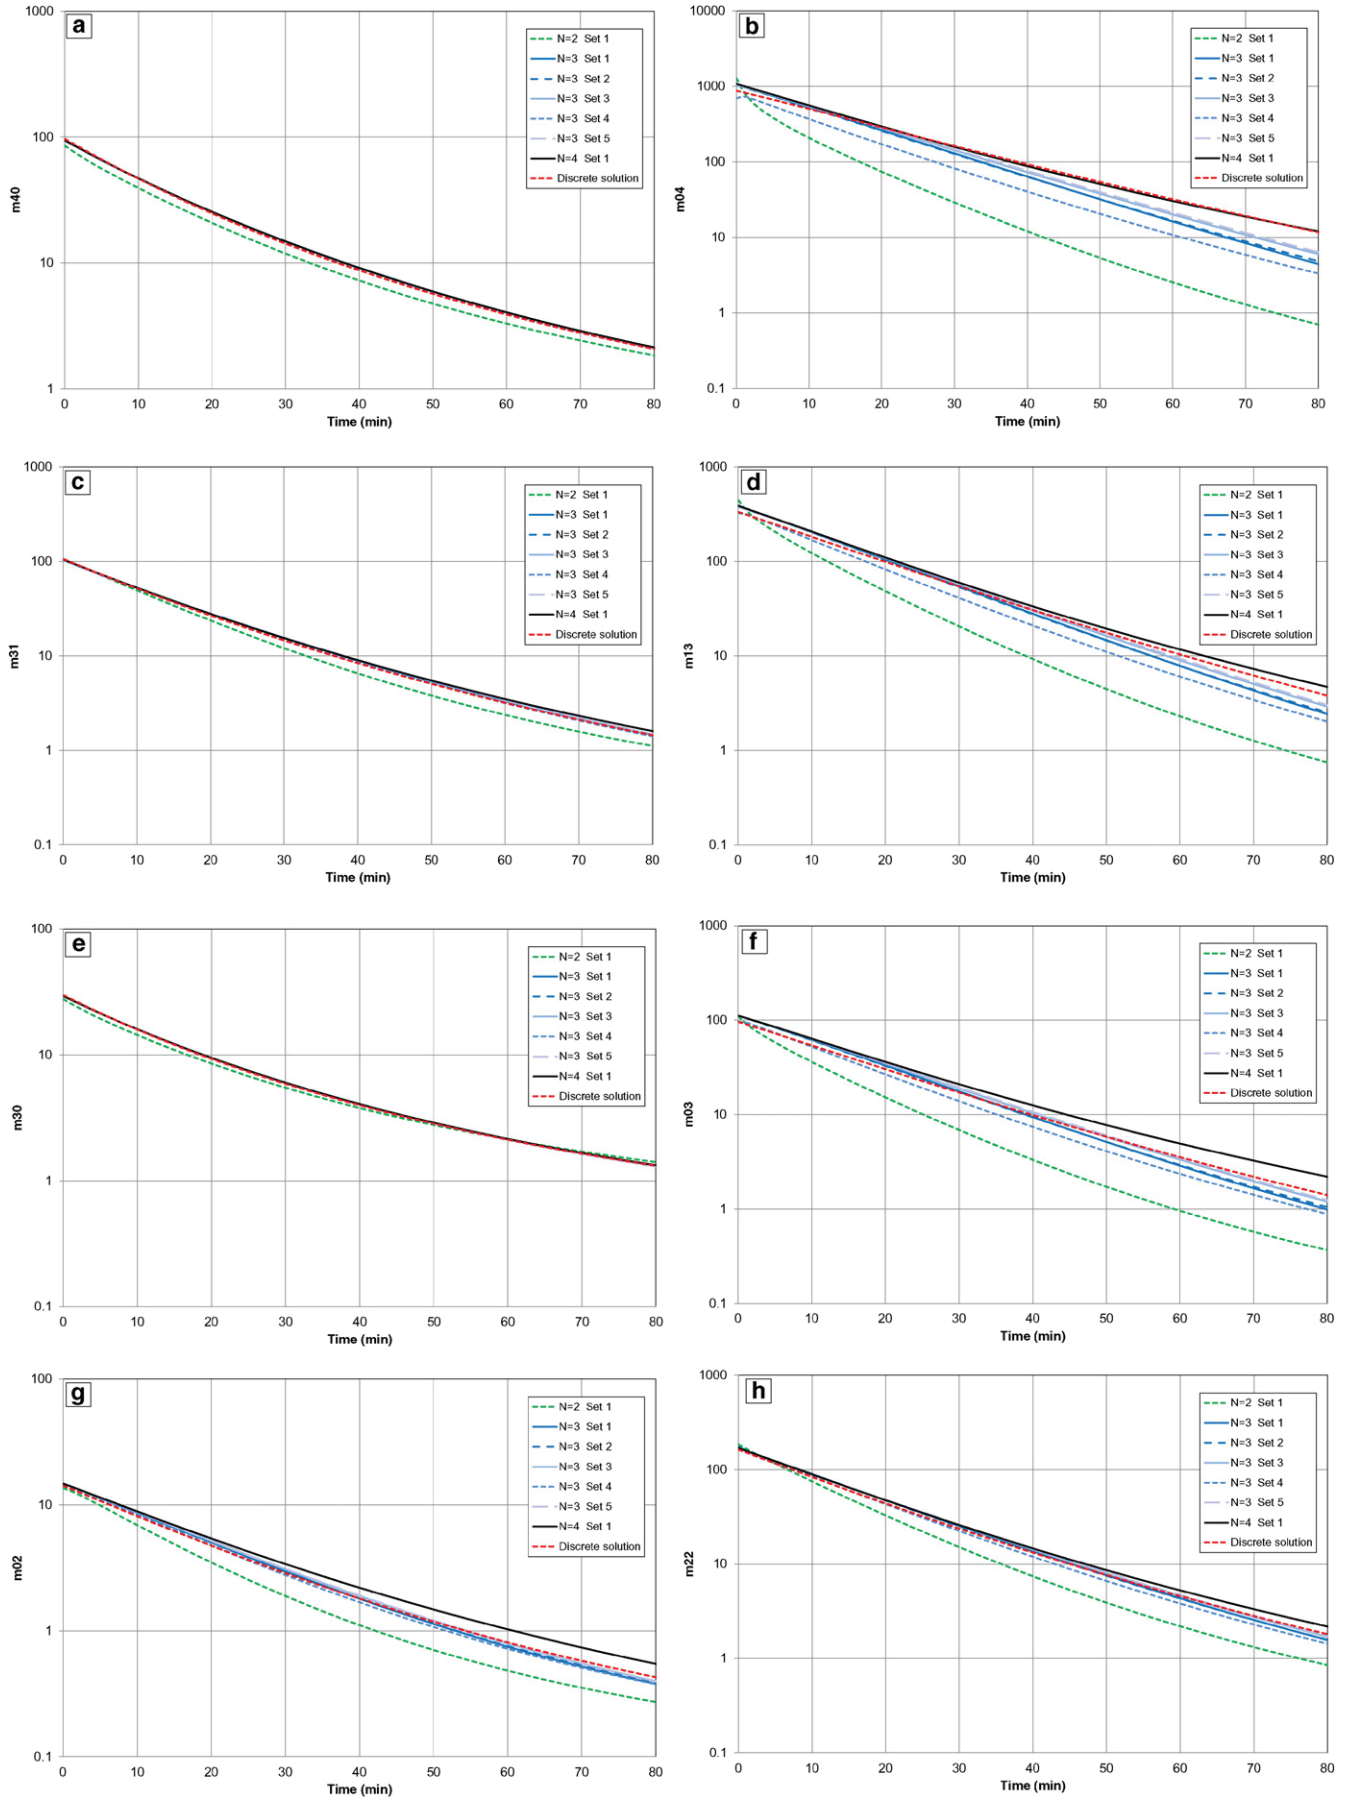 a
1000
100
10
1
m40
0 10 20 30 40 50 60 70 80
Time (min)
N=2 Set 1
N=3 Set 1
N=3 Set 2
N=3 Set 3
N=3 Set 4
N=3 Set 5
N=4 Set 1
Discrete solution
b
10000
1000
100
10
1
0.1
m04
0 10 20 30 40 50 60 70 80
Time (min)
N=2 Set 1
N=3 Set 1
N=3 Set 2
N=3 Set 3
N=3 Set 4
N=3 Set 5
N=4 Set 1
Discrete solution
c
1000
100
10
1
0.1
m31
0 10 20 30 40 50 60 70 80
Time (min)
N=2 Set 1
N=3 Set 1
N=3 Set 2
N=3 Set 3
N=3 Set 4
N=3 Set 5
N=4 Set 1
Discrete solution
d
1000
100
10
1
0.1
m13
0 10 20 30 40 50 60 70 80
Time (min)
N=2 Set 1
N=3 Set 1
N=3 Set 2
N=3 Set 3
N=3 Set 4
N=3 Set 5
N=4 Set 1
Discrete solution
e
100
10
1
0.1
m30
0 10 20 30 40 50 60 70 80
Time (min)
N=2 Set 1
N=3 Set 1
N=3 Set 2
N=3 Set 3
N=3 Set 4
N=3 Set 5
N=4 Set 1
Discrete solution
f
1000
100
10
1
0.1
m03
0 10 20 30 40 50 60 70 80
Time (min)
N=2 Set 1
N=3 Set 1
N=3 Set 2
N=3 Set 3
N=3 Set 4
N=3 Set 5
N=4 Set 1
Discrete solution
g
100
10
1
0.1
m02
0 10 20 30 40 50 60 70 80
Time (min)
N=2 Set 1
N=3 Set 1
N=3 Set 2
N=3 Set 3
N=3 Set 4
N=3 Set 5
N=4 Set 1
Discrete solution
h
1000
100
10
1
0.1
m22
0 10 20 30 40 50 60 70 80
Time (min)
N=2 Set 1
N=3 Set 1
N=3 Set 2
N=3 Set 3
N=3 Set 4
N=3 Set 5
N=4 Set 1
Discrete solution